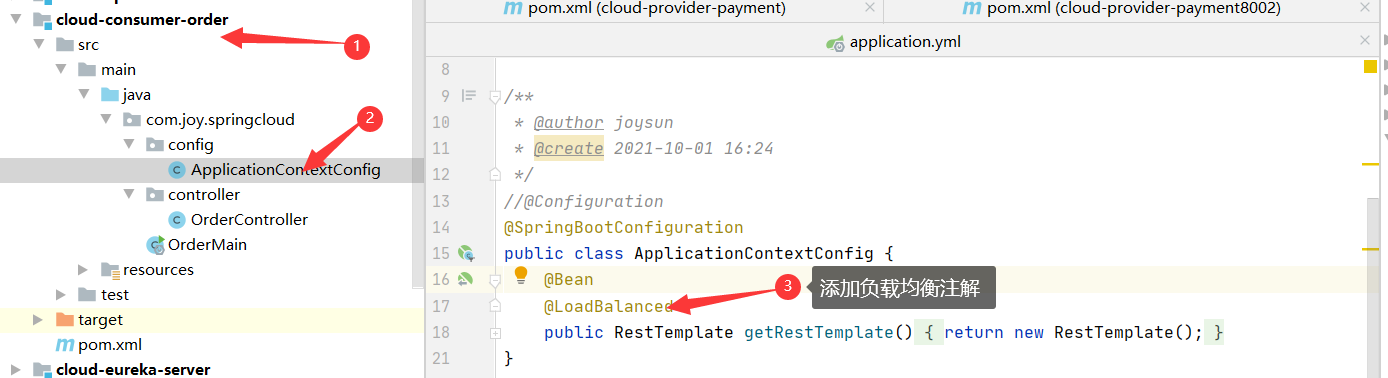 cloud-consumer-order
1
src
main
java
com.joy.springcloud
2
config
ApplicationContextConfig
controller
OrderController
OrderMain
resources
test
target
pom.xml
cloud-eureka-server
pom.xml (cloud-provider-payment)
pom.xml (cloud-provider-payment8002)
application.yml
8
9 /**
10 * @author joysun
11 * @create 2021-10-01 16:24
12 */
13 //@Configuration
14 @SpringBootConfiguration
15 public class ApplicationContextConfig {
16 @Bean
3 添加负载均衡注解
17 @LoadBalanced
18 public RestTemplate getRestTemplate() { return new RestTemplate(); }
21 }